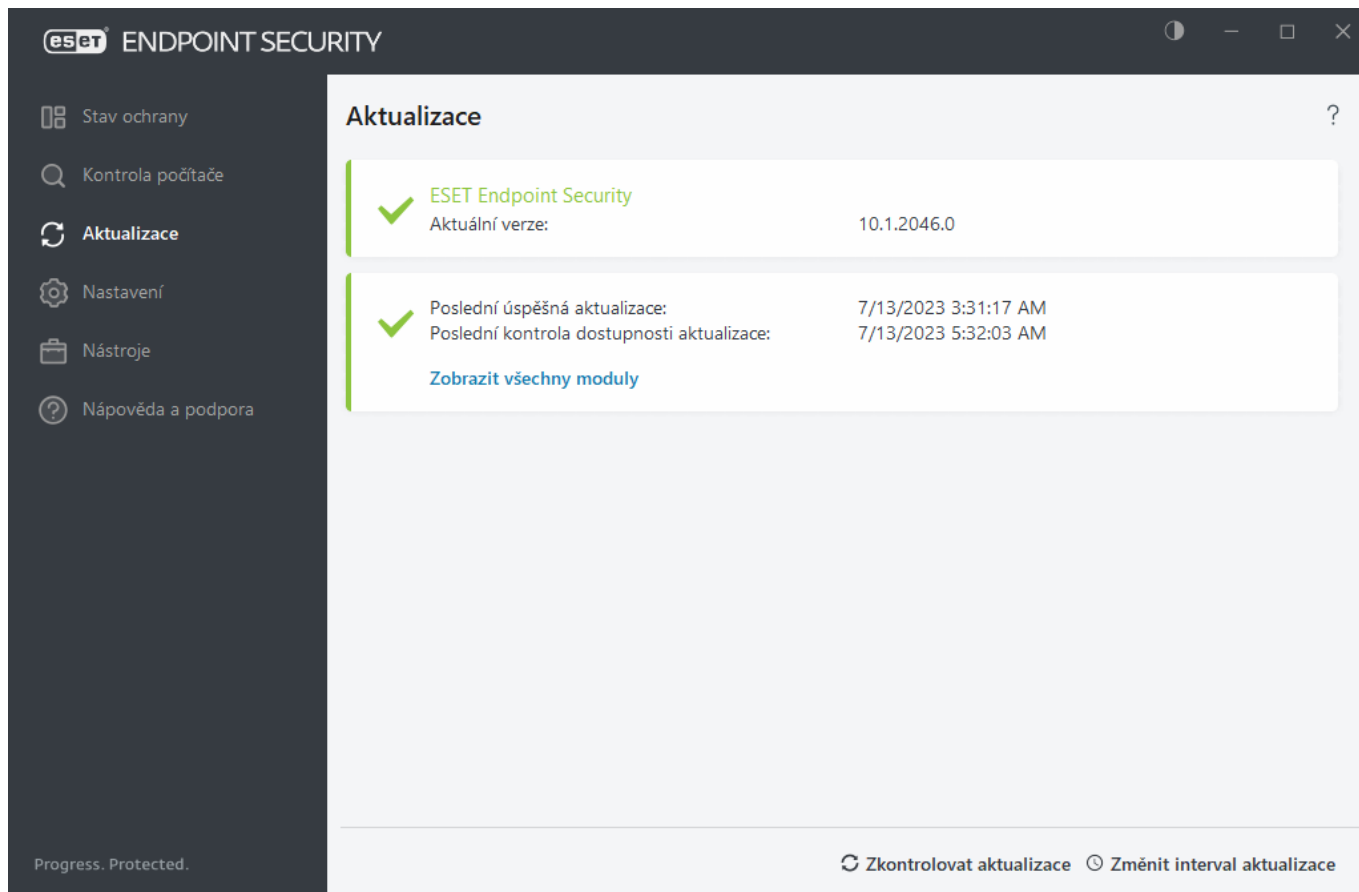 eset ENDPOINT SECURITY
Stav ochrany
Kontrola počítače
Aktualizace
Nastavení
Nástroje
Nápověda a podpora
Progress. Protected.
Aktualizace
?
ESET Endpoint Security
Aktuální verze: 10.1.2046.0
Poslední úspěšná aktualizace: 7/13/2023 3:31:17 AM
Poslední kontrola dostupnosti aktualizace: 7/13/2023 5:32:03 AM
Zobrazit všechny moduly
Zkontrolovat aktualizace Změnit interval aktualizace